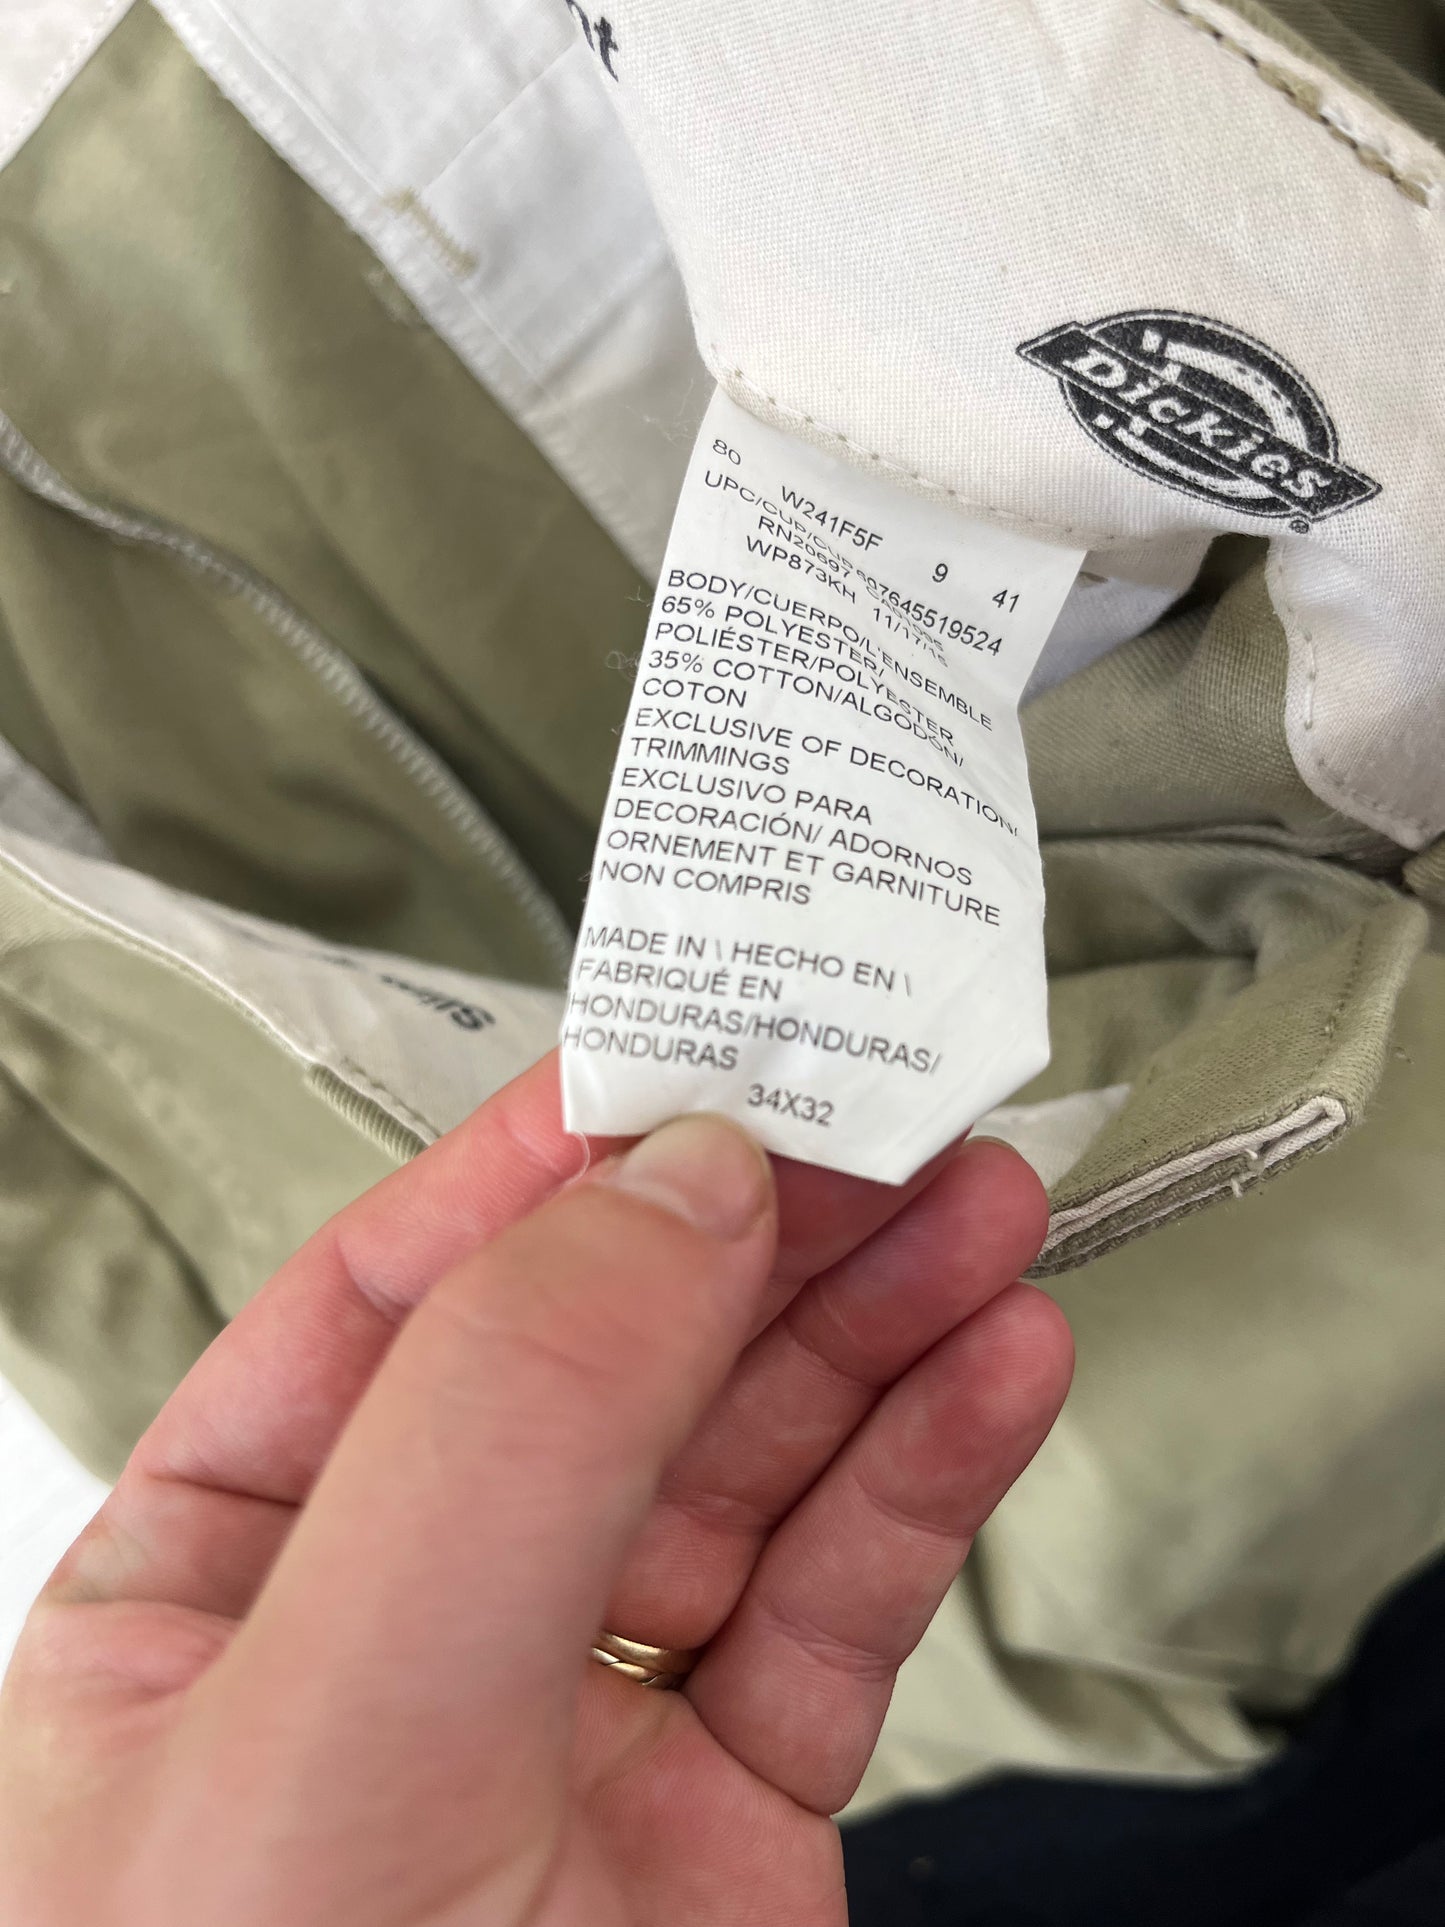 Dickies
®
80 W241F5F 9 41
UPC/CUP/CUP 607645519524
RN20697
WP873KH 11/17/15
BODY/CUERPO/L'ENSEMBLE
65% POLYESTER/
POLIÉSTER/POLYESTER
35% COTTON/ALGODÓN/
COTON
EXCLUSIVE OF DECORATION/
TRIMMINGS
EXCLUSIVO PARA
DECORACIÓN/ ADORNOS
ORNEMENT ET GARNITURE
NON COMPRIS
MADE IN \ HECHO EN \
FABRIQUÉ EN
HONDURAS/HONDURAS/
HONDURAS
34X32
Slim